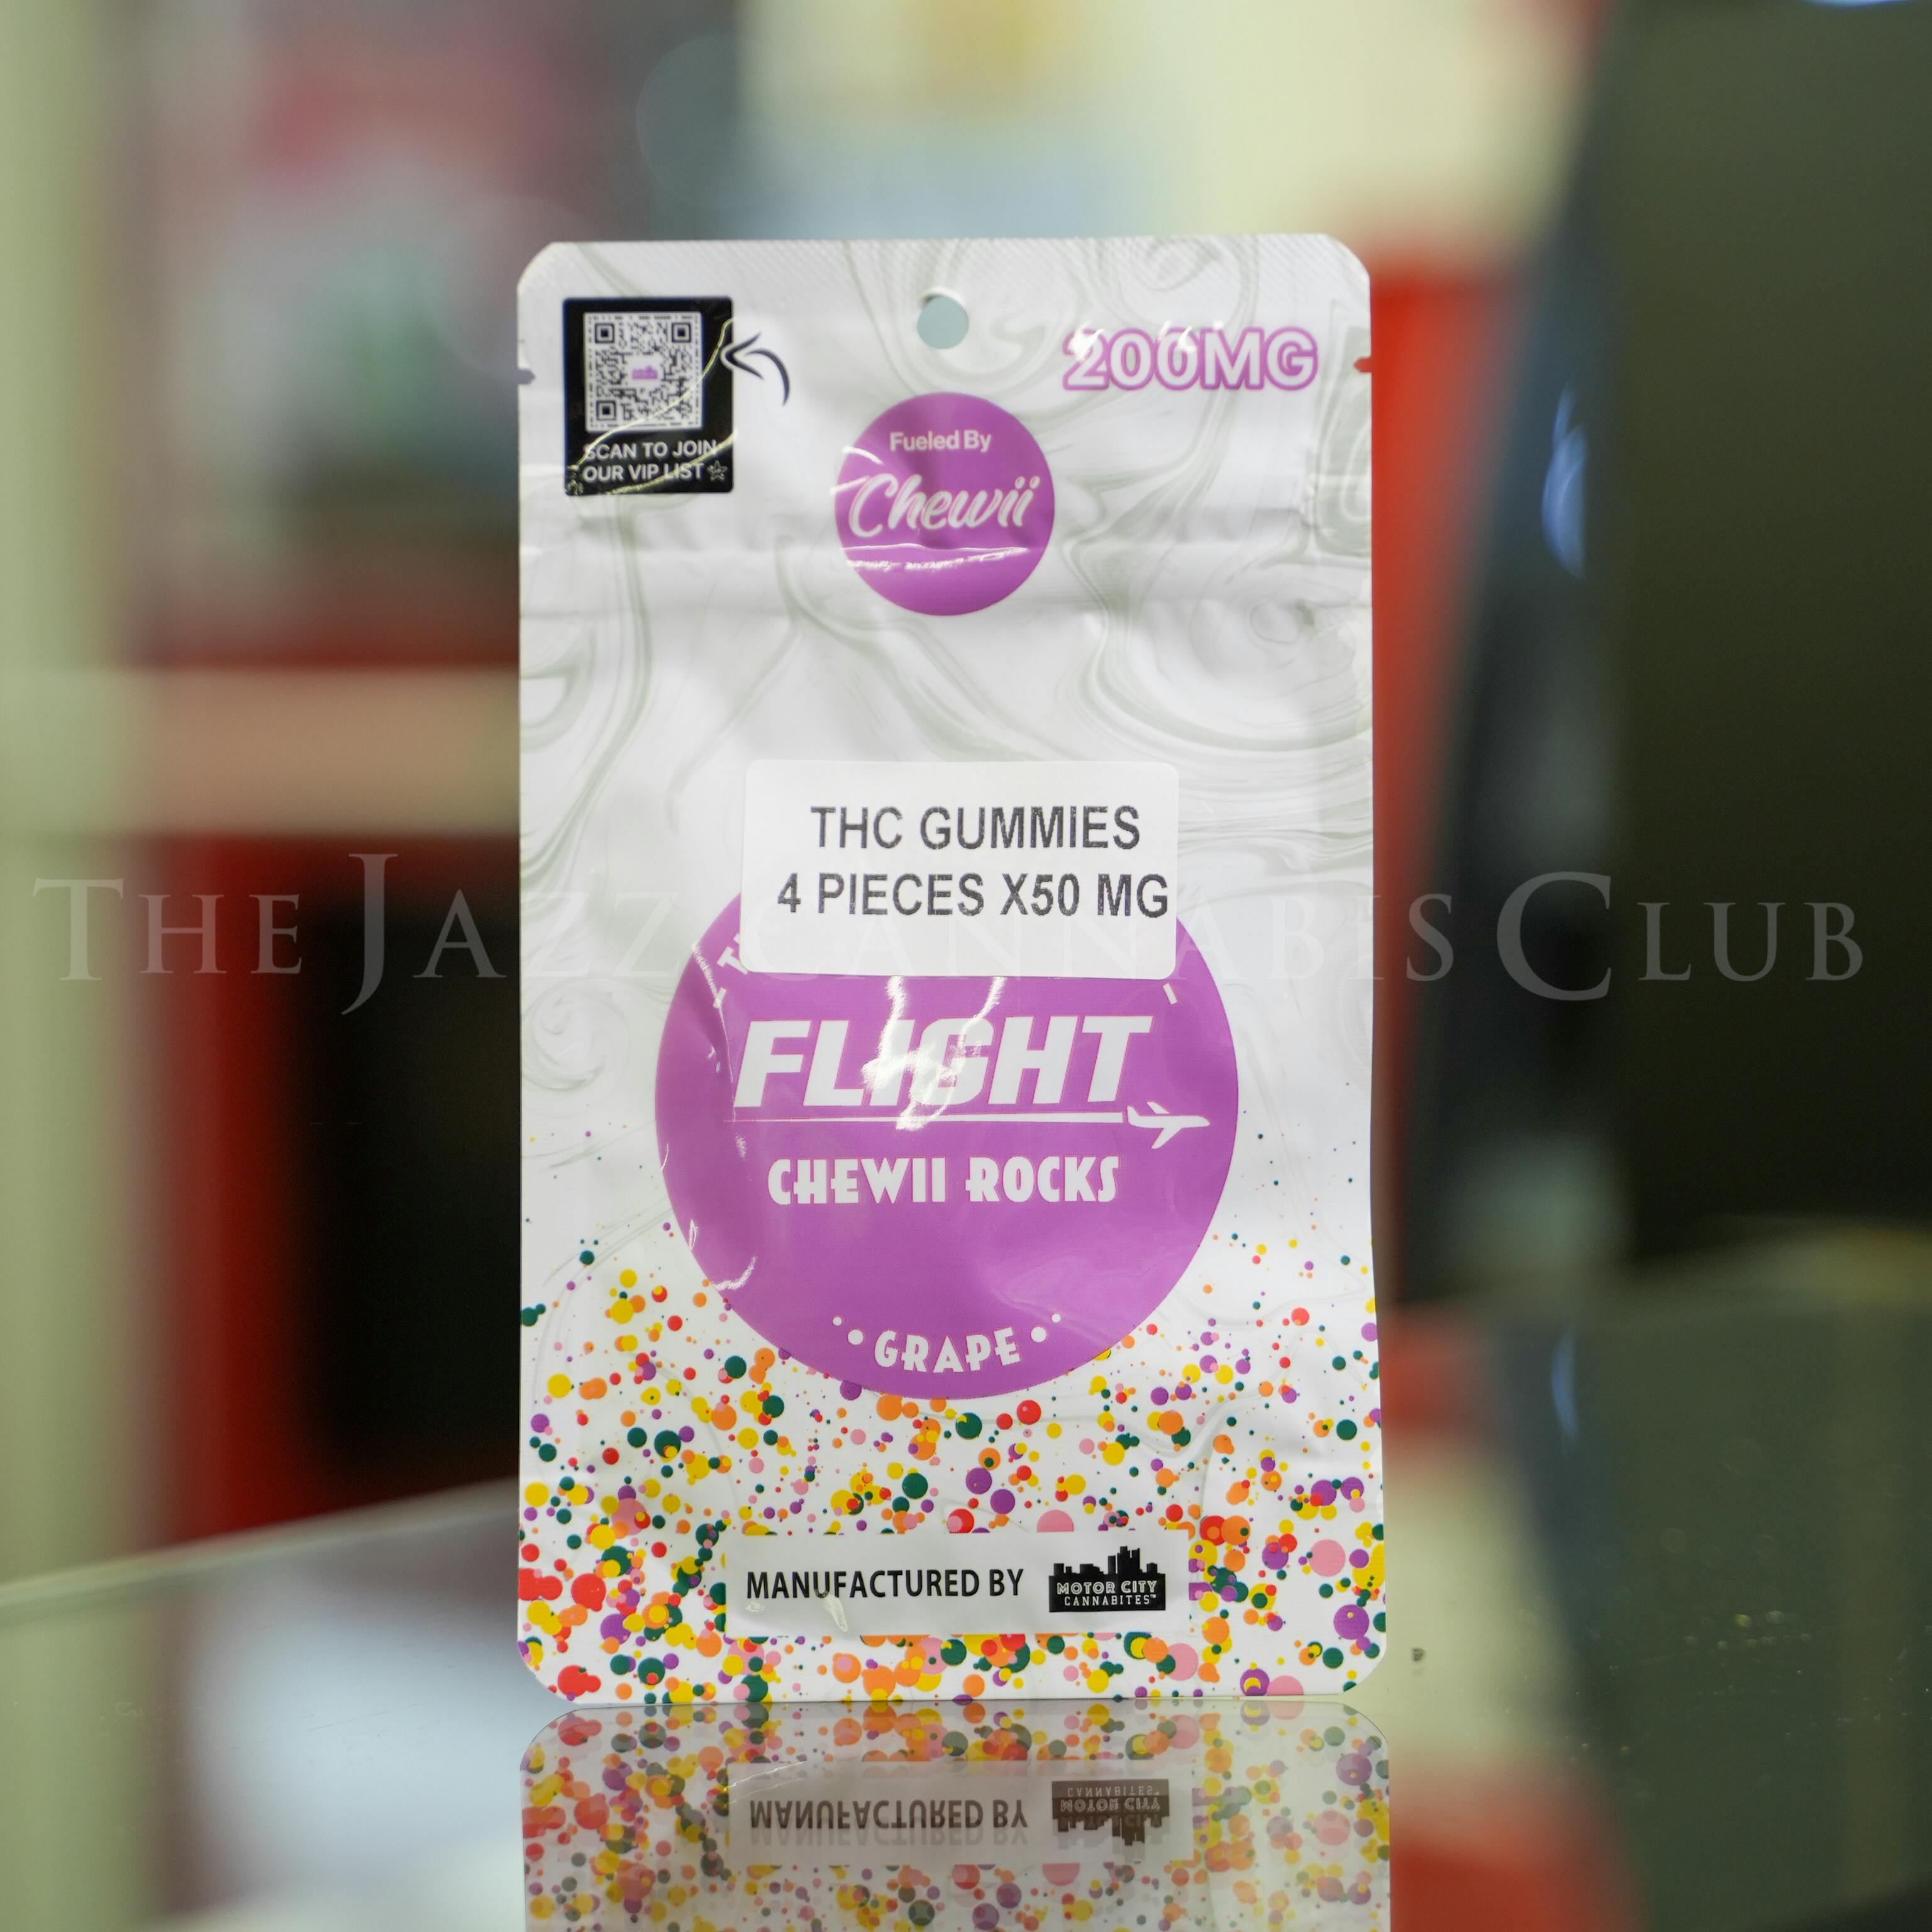 200MG
SCAN TO JOIN
OUR VIP LIST
Fueled By
Chewii
THC GUMMIES
4 PIECES X50 MG
THE JAZZ CANNABIS CLUB
FLIGHT
CHEWII ROCKS
GRAPE
MANUFACTURED BY
MOTOR CITY
CANNABITES™